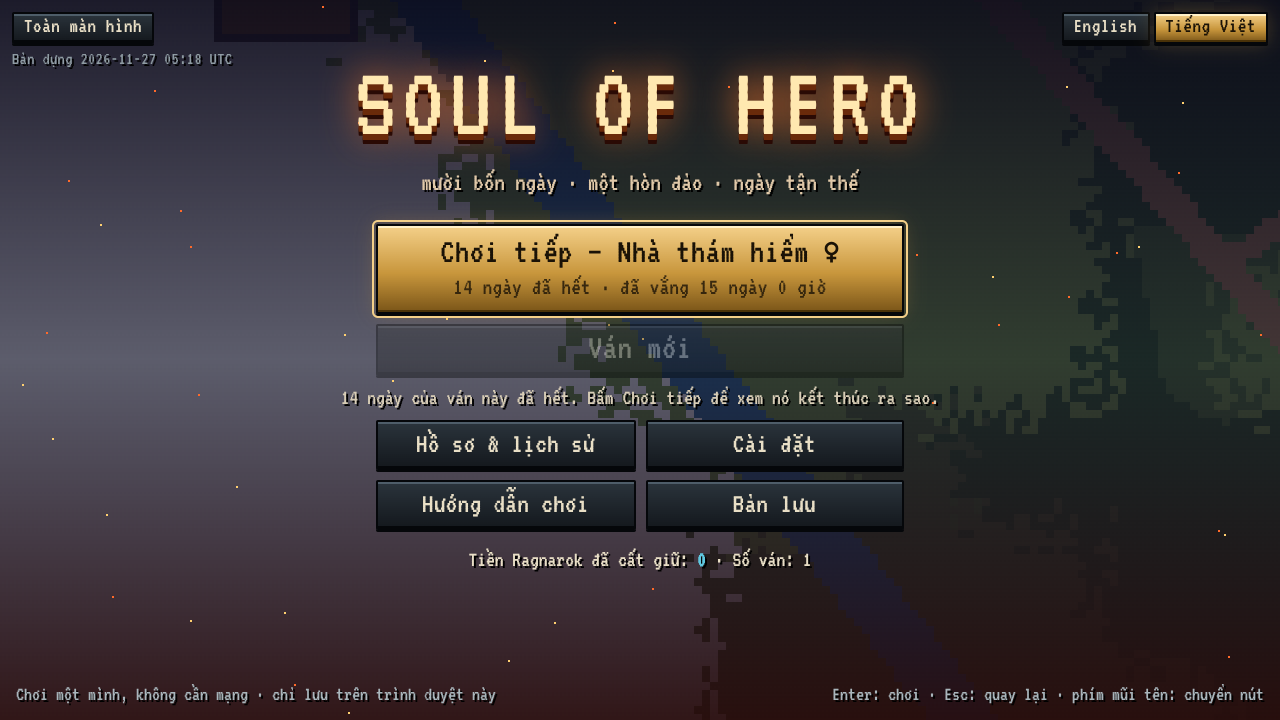 Toàn màn hình
English
Tiếng Việt
Bản dựng 2026-11-27 05:18 UTC
SOUL OF HERO
mười bốn ngày · một hòn đảo · ngày tận thế
Chơi tiếp — Nhà thám hiểm ♀
14 ngày đã hết · đã vắng 15 ngày 0 giờ
Ván mới
14 ngày của ván này đã hết. Bấm Chơi tiếp để xem nó kết thúc ra sao.
Hồ sơ & lịch sử
Cài đặt
Hướng dẫn chơi
Bản lưu
Tiền Ragnarok đã cất giữ: 0 · Số ván: 1
Chơi một mình, không cần mạng · chỉ lưu trên trình duyệt này
Enter: chơi · Esc: quay lại · phím mũi tên: chuyển nút